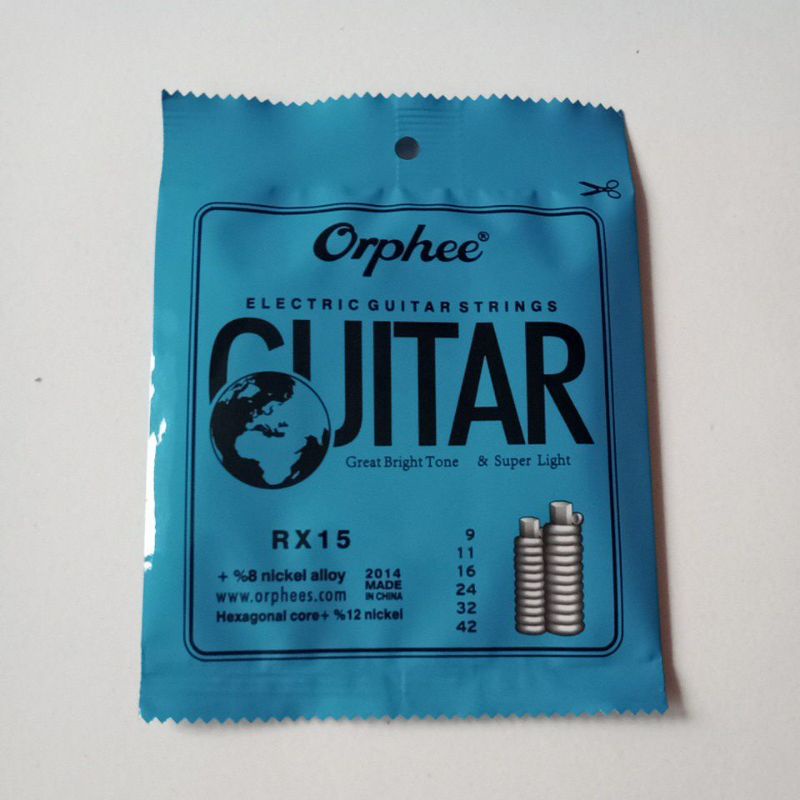 Orphee®
ELECTRIC GUITAR STRINGS
GUITAR
Great Bright Tone & Super Light
RX15
+ %8 nickel alloy
www.orphees.com
Hexagonal core+ %12 nickel
2014
MADE
IN CHINA
9
11
16
24
32
42